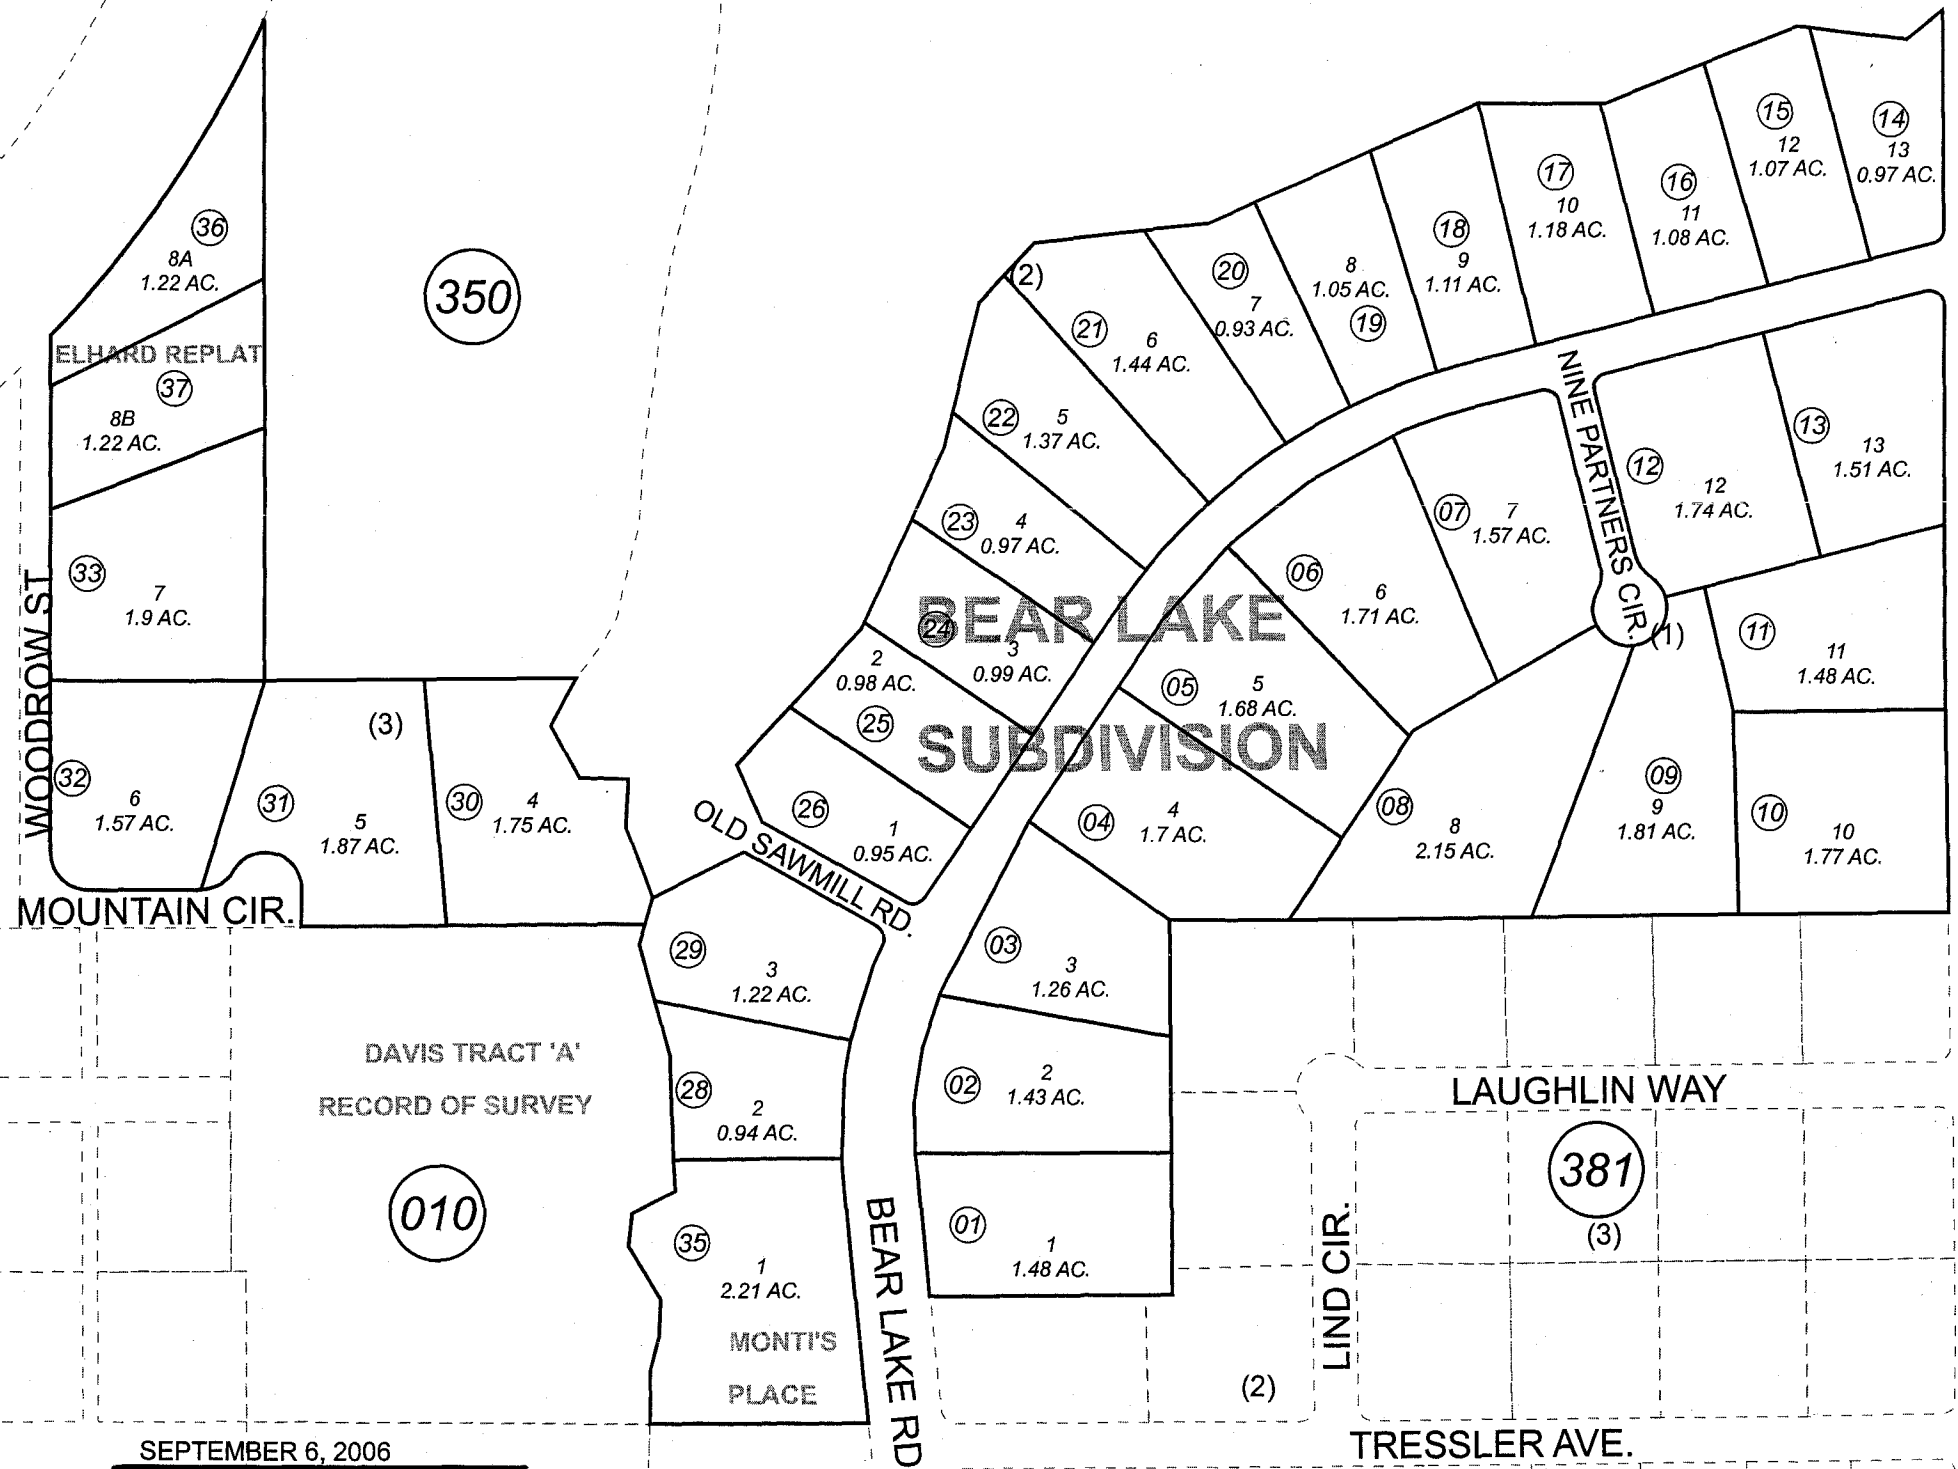 36
8A
1.22 AC.
ELHARD REPLAT
37
8B
1.22 AC.
33
7
1.9 AC.
WOODROW ST
32
6
1.57 AC.
MOUNTAIN CIR.
31
5
1.87 AC.
(3)
30
4
1.75 AC.
350
14
13
0.97 AC.
15
12
1.07 AC.
16
11
1.08 AC.
17
10
1.18 AC.
18
9
1.11 AC.
8
1.05 AC.
19
20
7
0.93 AC.
(2)
21
6
1.44 AC.
22
5
1.37 AC.
23
4
0.97 AC.
24
3
0.99 AC.
2
0.98 AC.
25
26
1
0.95 AC.
OLD SAWMILL RD.
BEAR LAKE
SUBDIVISION
NINE PARTNERS CIR.
(1)
13
13
1.51 AC.
12
12
1.74 AC.
07
7
1.57 AC.
06
6
1.71 AC.
05
5
1.68 AC.
04
4
1.7 AC.
08
8
2.15 AC.
09
9
1.81 AC.
11
11
1.48 AC.
10
10
1.77 AC.
03
3
1.26 AC.
02
2
1.43 AC.
01
1
1.48 AC.
29
3
1.22 AC.
28
2
0.94 AC.
35
1
2.21 AC.
MONTI'S
PLACE
BEAR LAKE RD
DAVIS TRACT 'A'
RECORD OF SURVEY
010
LAUGHLIN WAY
381
(3)
LIND CIR.
(2)
TRESSLER AVE.
SEPTEMBER 6, 2006